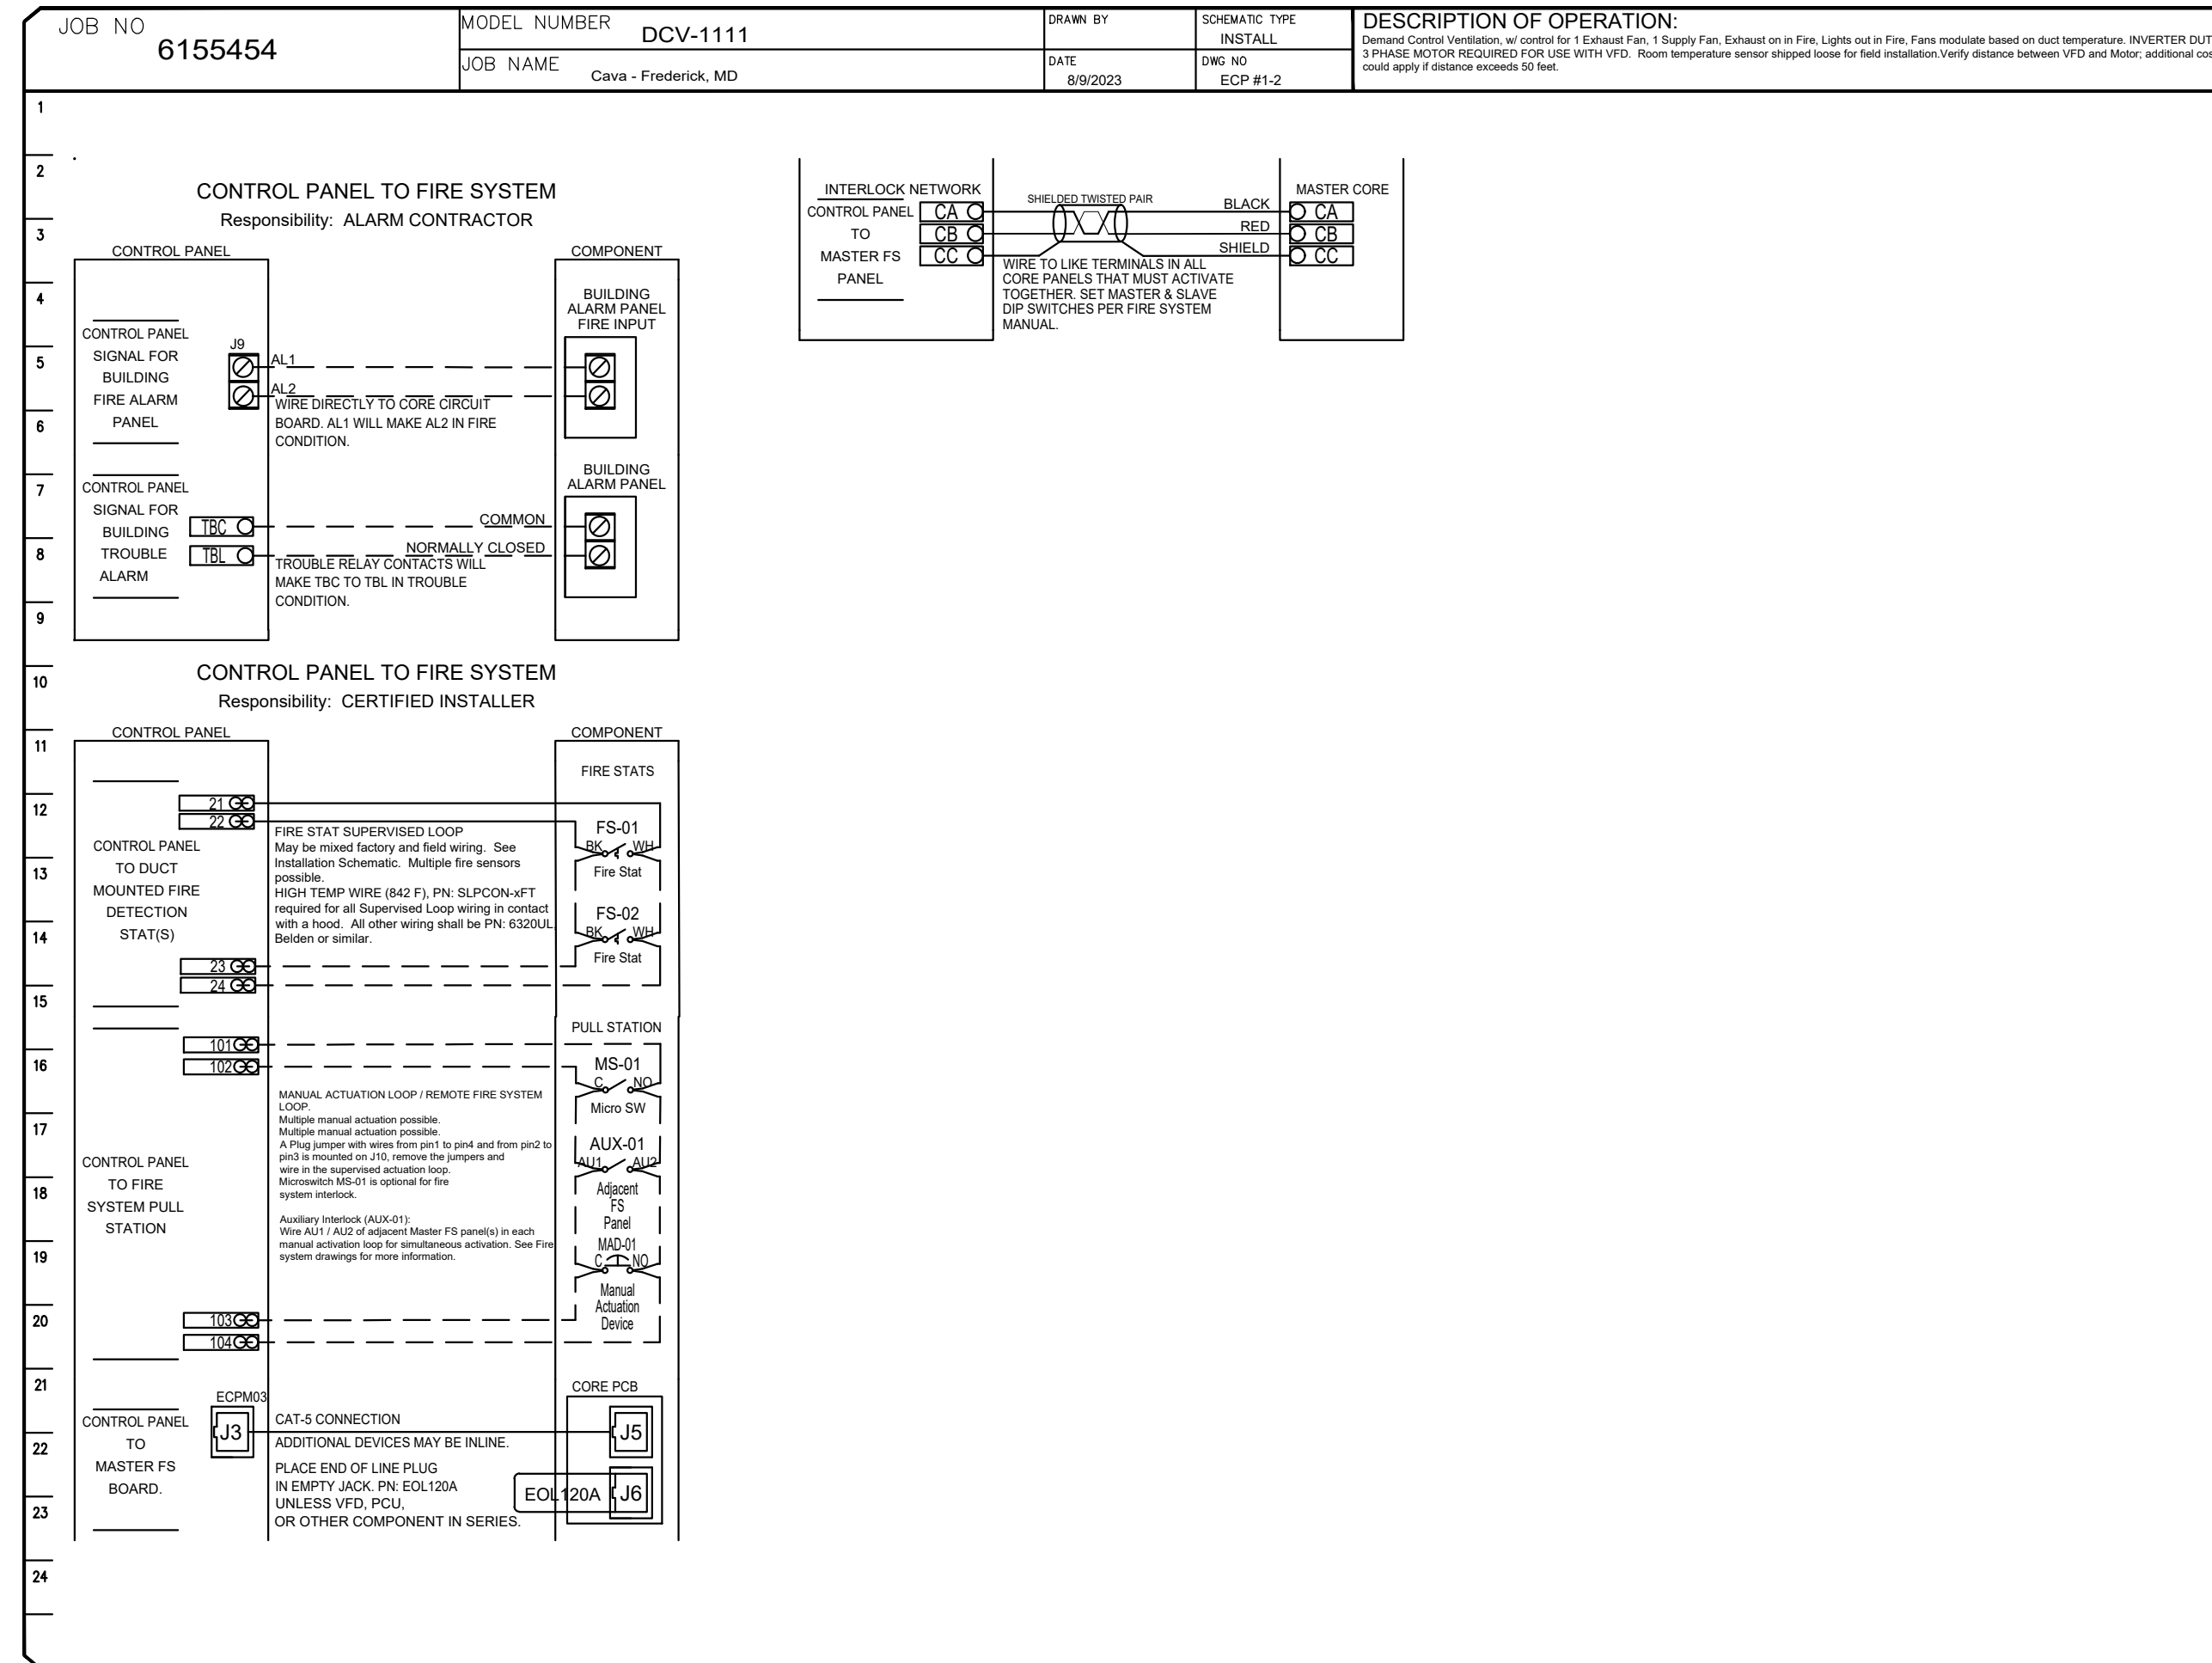 JOB NO
6155454
MODEL NUMBER
DCV-1111
JOB NAME
Cava - Frederick, MD
DRAWN BY
DATE
8/9/2023
SCHEMATIC TYPE
INSTALL
DWG NO
ECP #1-2
DESCRIPTION OF OPERATION:
Demand Control Ventilation, w/ control for 1 Exhaust Fan, 1 Supply Fan, Exhaust on in Fire, Lights out in Fire, Fans modulate based on duct temperature. INVERTER DUT
3 PHASE MOTOR REQUIRED FOR USE WITH VFD. Room temperature sensor shipped loose for field installation.Verify distance between VFD and Motor; additional cos
could apply if distance exceeds 50 feet.
1
2
3
4
5
6
7
8
9
10
11
12
13
14
15
16
17
18
19
20
21
22
23
24
CONTROL PANEL TO FIRE SYSTEM
Responsibility: ALARM CONTRACTOR
CONTROL PANEL
COMPONENT
CONTROL PANEL
SIGNAL FOR
BUILDING
FIRE ALARM
PANEL
J9
AL1
AL2
WIRE DIRECTLY TO CORE CIRCUIT
BOARD. AL1 WILL MAKE AL2 IN FIRE
CONDITION.
BUILDING
ALARM PANEL
FIRE INPUT
CONTROL PANEL
SIGNAL FOR
BUILDING
TROUBLE
ALARM
TBC
TBL
COMMON
NORMALLY CLOSED
TROUBLE RELAY CONTACTS WILL
MAKE TBC TO TBL IN TROUBLE
CONDITION.
BUILDING
ALARM PANEL
INTERLOCK NETWORK
CONTROL PANEL
TO
MASTER FS
PANEL
CA
CB
CC
SHIELDED TWISTED PAIR
BLACK
RED
SHIELD
WIRE TO LIKE TERMINALS IN ALL
CORE PANELS THAT MUST ACTIVATE
TOGETHER. SET MASTER & SLAVE
DIP SWITCHES PER FIRE SYSTEM
MANUAL.
MASTER CORE
CA
CB
CC
CONTROL PANEL TO FIRE SYSTEM
Responsibility: CERTIFIED INSTALLER
CONTROL PANEL
COMPONENT
CONTROL PANEL
TO DUCT
MOUNTED FIRE
DETECTION
STAT(S)
21
22
23
24
FIRE STAT SUPERVISED LOOP
May be mixed factory and field wiring. See
Installation Schematic. Multiple fire sensors
possible.
HIGH TEMP WIRE (842 F), PN: SLPCON-xFT
required for all Supervised Loop wiring in contact
with a hood. All other wiring shall be PN: 6320UL,
Belden or similar.
FIRE STATS
FS-01
BK WH
Fire Stat
FS-02
BK WH
Fire Stat
CONTROL PANEL
TO FIRE
SYSTEM PULL
STATION
101
102
103
104
MANUAL ACTUATION LOOP / REMOTE FIRE SYSTEM
LOOP.
Multiple manual actuation possible.
Multiple manual actuation possible.
A Plug jumper with wires from pin1 to pin4 and from pin2 to
pin3 is mounted on J10, remove the jumpers and
wire in the supervised actuation loop.
Microswitch MS-01 is optional for fire
system interlock.
Auxiliary Interlock (AUX-01):
Wire AU1 / AU2 of adjacent Master FS panel(s) in each
manual activation loop for simultaneous activation. See Fire
system drawings for more information.
PULL STATION
MS-01
C NO
Micro SW
AUX-01
AU1 AU2
Adjacent
FS
Panel
MAD-01
C NO
Manual
Actuation
Device
CONTROL PANEL
TO
MASTER FS
BOARD.
ECPM03
J3
CAT-5 CONNECTION
ADDITIONAL DEVICES MAY BE INLINE.
PLACE END OF LINE PLUG
IN EMPTY JACK. PN: EOL120A
UNLESS VFD, PCU,
OR OTHER COMPONENT IN SERIES.
CORE PCB
J5
EOL120A
J6